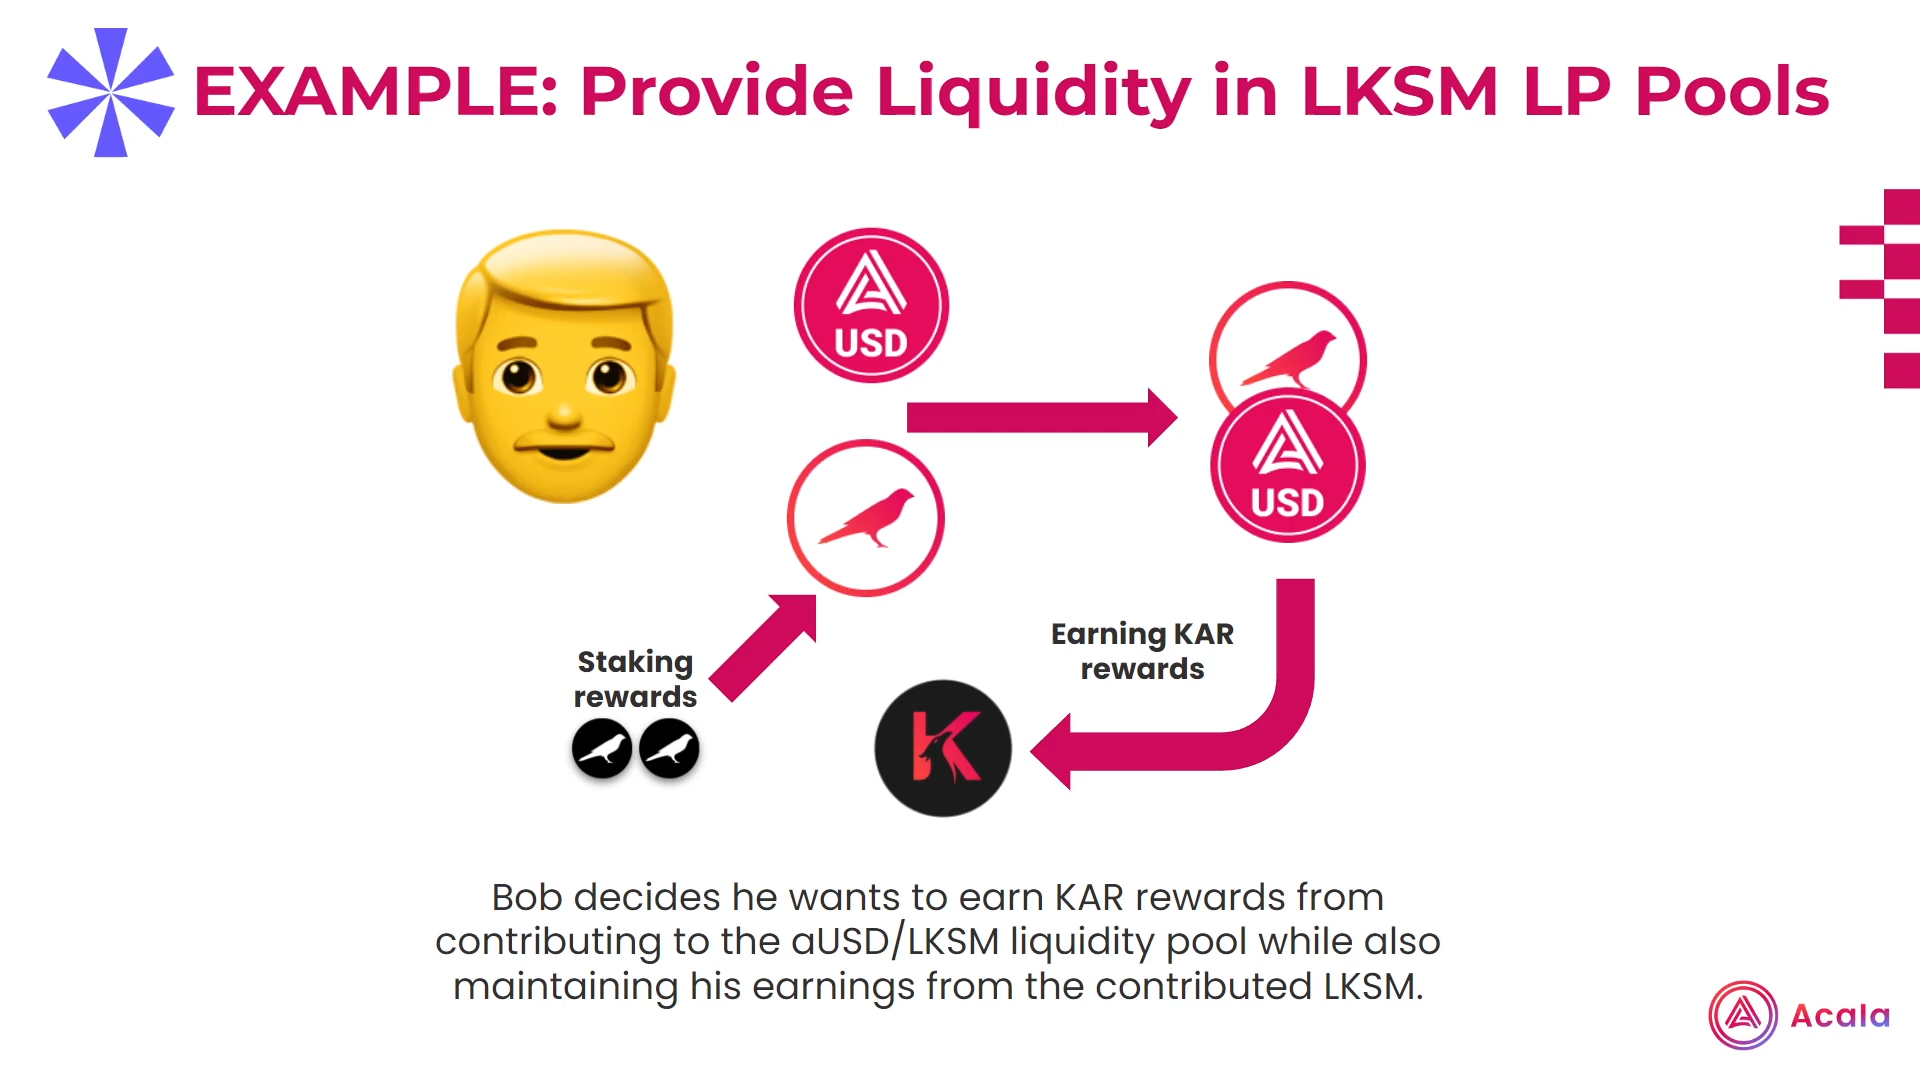 EXAMPLE: Provide Liquidity in LKSM LP Pools
USD
USD
Staking
rewards
Earning KAR
rewards
K
Bob decides he wants to earn KAR rewards from
contributing to the aUSD/LKSM liquidity pool while also
maintaining his earnings from the contributed LKSM.
Acala